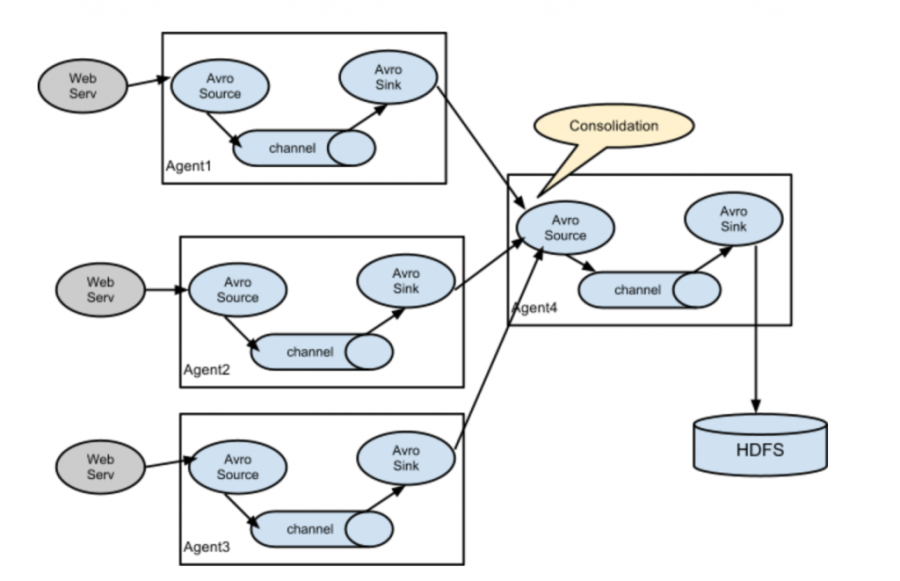 Web
Serv
Avro
Source
Avro
Sink
channel
Agent1
Consolidation
Web
Serv
Avro
Source
Avro
Sink
channel
Agent2
Avro
Source
Avro
Sink
channel
Agent4
Web
Serv
Avro
Source
Avro
Sink
channel
Agent3
HDFS